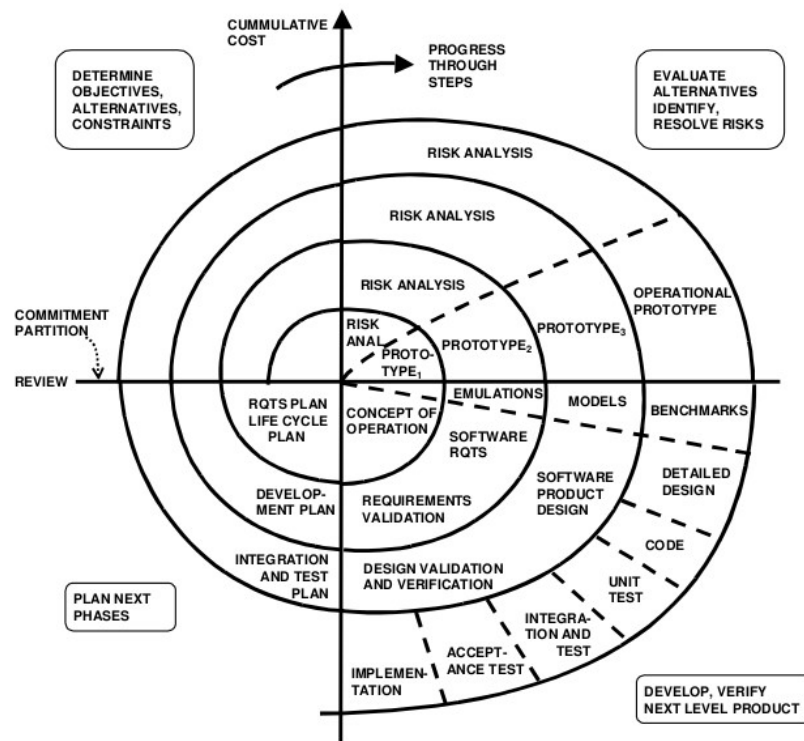 CUMMULATIVE
COST
PROGRESS
THROUGH
STEPS
DETERMINE
OBJECTIVES,
ALTERNATIVES,
CONSTRAINTS
EVALUATE
ALTERNATIVES
IDENTIFY,
RESOLVE RISKS
RISK ANALYSIS
RISK ANALYSIS
RISK ANALYSIS
RISK
ANAL.
COMMITMENT
PARTITION
REVIEW
PROTO-
TYPE1
PROTOTYPE2
PROTOTYPE3
OPERATIONAL
PROTOTYPE
EMULATIONS
MODELS
BENCHMARKS
RQTS PLAN
LIFE CYCLE
PLAN
CONCEPT OF
OPERATION
SOFTWARE
RQTS
SOFTWARE
PRODUCT
DESIGN
DETAILED
DESIGN
DEVELOP-
MENT PLAN
REQUIREMENTS
VALIDATION
CODE
INTEGRATION
AND TEST
PLAN
DESIGN VALIDATION
AND VERIFICATION
UNIT
TEST
INTEGRA-
TION AND
TEST
ACCEPT-
ANCE TEST
IMPLEMEN-
TATION
PLAN NEXT
PHASES
DEVELOP, VERIFY
NEXT LEVEL PRODUCT